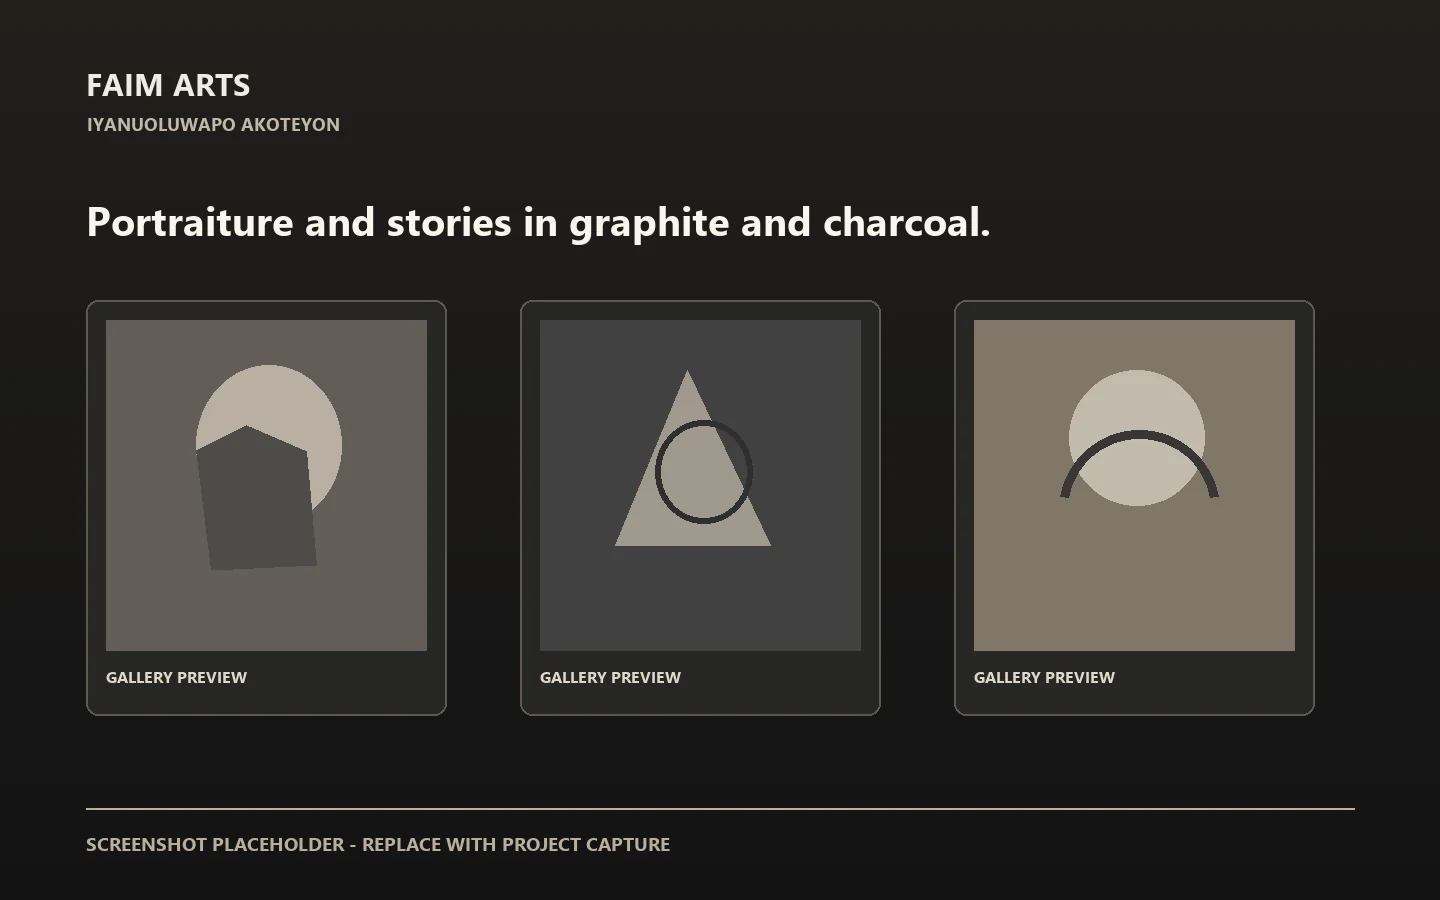 FAIM ARTS
IYANUOLUWAPO AKOTEYON
Portraiture and stories in graphite and charcoal.
GALLERY PREVIEW
GALLERY PREVIEW
GALLERY PREVIEW
SCREENSHOT PLACEHOLDER - REPLACE WITH PROJECT CAPTURE